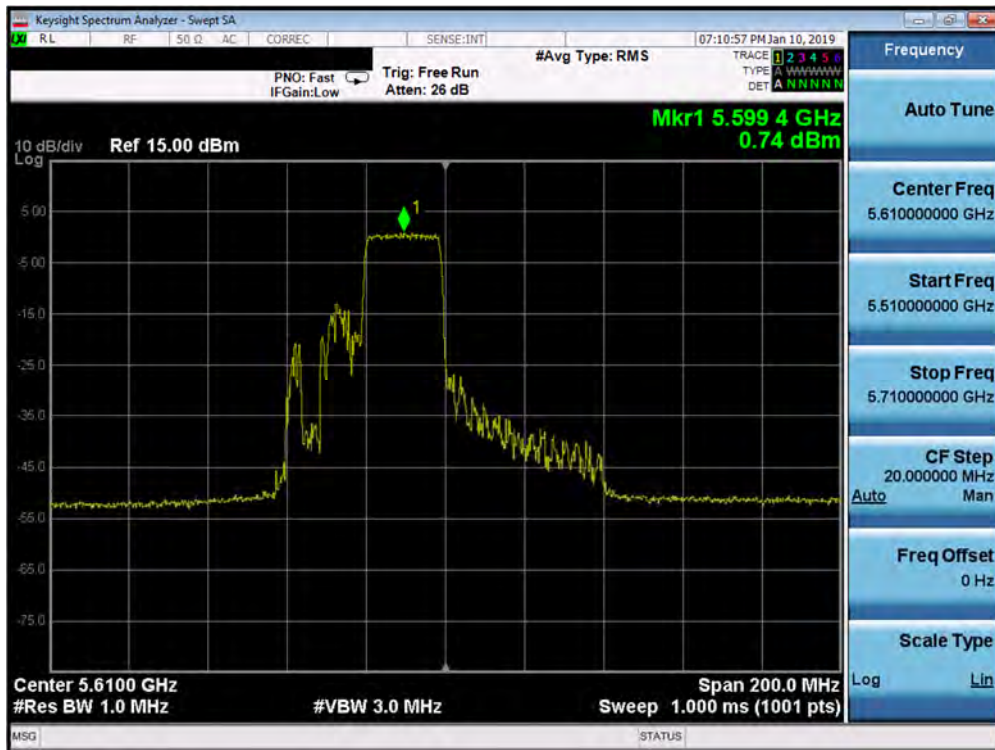 Keysight Spectrum Analyzer - Swept SA
RL RF 50 Ω AC CORREC SENSE:INT 07:10:57 PM Jan 10, 2019
#Avg Type: RMS
TRACE 1 2 3 4 5 6
PNO: Fast Trig: Free Run TYPE A WWWWW
IFGain:Low Atten: 26 dB DET A N N N N N
Mkr1 5.599 4 GHz
0.74 dBm
10 dB/div Ref 15.00 dBm
Log
1
5.00
-5.00
-15.0
-25.0
-35.0
-45.0
-55.0
-65.0
-75.0
Center 5.6100 GHz Span 200.0 MHz
#Res BW 1.0 MHz #VBW 3.0 MHz Sweep 1.000 ms (1001 pts)
MSG STATUS
Frequency
Auto Tune
Center Freq
5.610000000 GHz
Start Freq
5.510000000 GHz
Stop Freq
5.710000000 GHz
CF Step
20.000000 MHz
Auto Man
Freq Offset
0 Hz
Scale Type
Log Lin